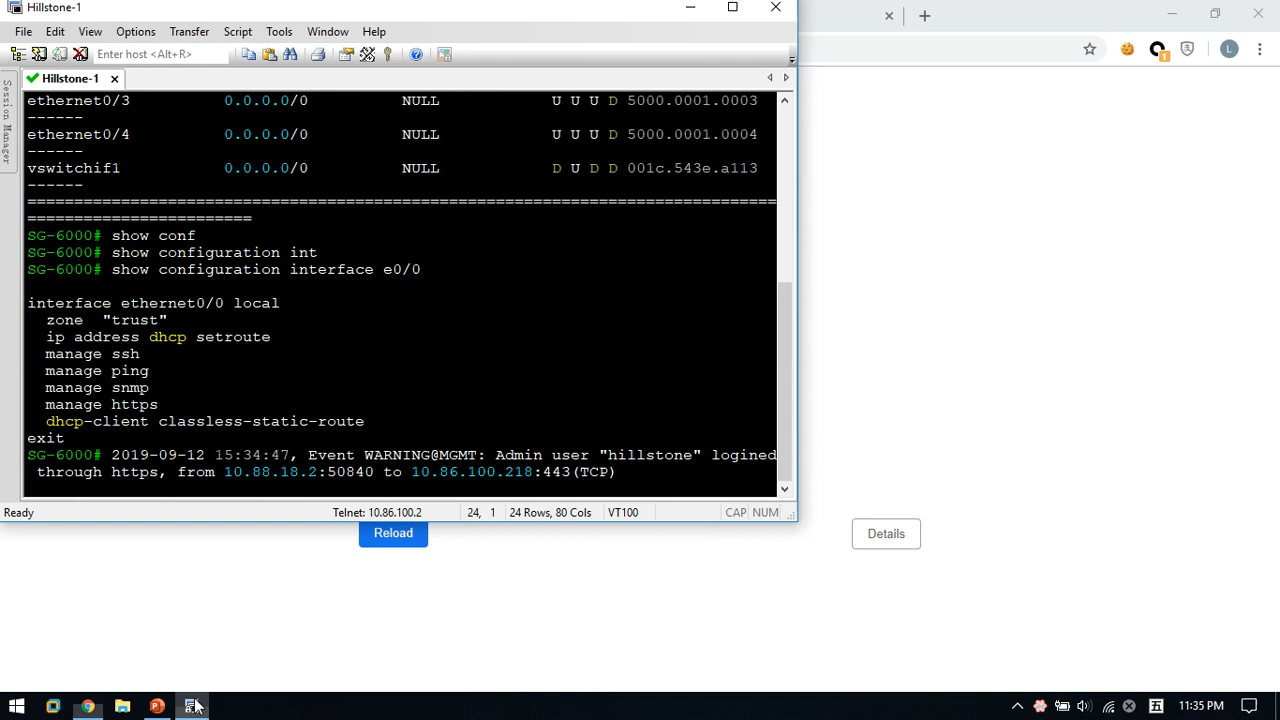 Hillstone-1
File Edit View Options Transfer Script Tools Window Help
Enter host <Alt+R>
Session Manager
Hillstone-1
ethernet0/3 0.0.0.0/0 NULL U U U D 5000.0001.0003
------
ethernet0/4 0.0.0.0/0 NULL U U U D 5000.0001.0004
------
vswitchif1 0.0.0.0/0 NULL D U D D 001c.543e.a113
------
================================================================================
========================
SG-6000# show conf
SG-6000# show configuration int
SG-6000# show configuration interface e0/0
interface ethernet0/0 local
zone "trust"
ip address dhcp setroute
manage ssh
manage ping
manage snmp
manage https
dhcp-client classless-static-route
exit
SG-6000# 2019-09-12 15:34:47, Event WARNING@MGMT: Admin user "hillstone" logined
through https, from 10.88.18.2:50840 to 10.86.100.218:443(TCP)
Ready Telnet: 10.86.100.2 24, 1 24 Rows, 80 Cols VT100 CAP NUM
Reload Details
L
五 11:35 PM